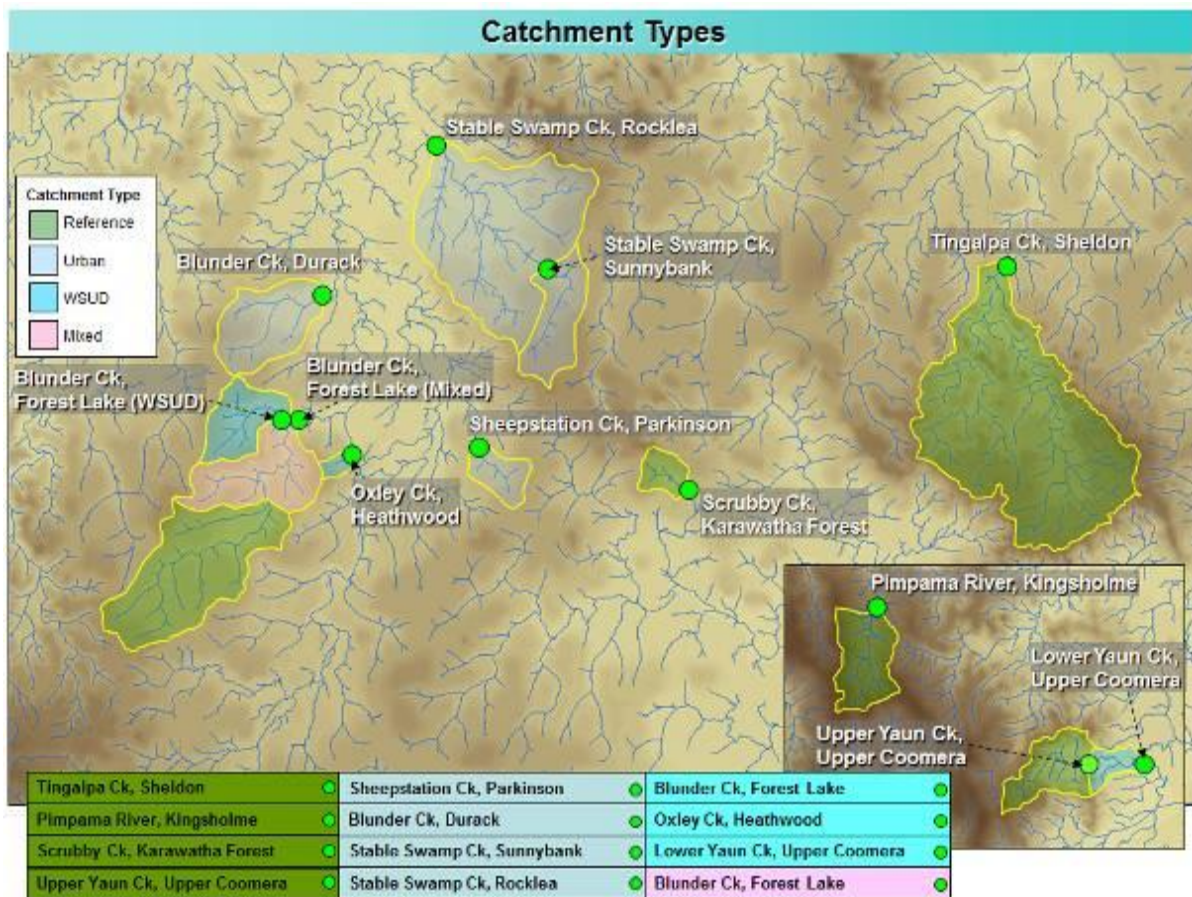 Catchment Types
Stable Swamp Ck, Rocklea
Catchment Type
Reference
Urban
WSUD
Mixed
Stable Swamp Ck,
Sunnybank
Tingalpa Ck, Sheldon
Blunder Ck, Durack
Blunder Ck,
Forest Lake (WSUD)
Blunder Ck,
Forest Lake (Mixed)
Sheepstation Ck, Parkinson
Oxley Ck,
Heathwood
Scrubby Ck,
Karawatha Forest
Pimpama River, Kingsholme
Lower Yaun Ck,
Upper Coomera
Upper Yaun Ck,
Upper Coomera
Tingalpa Ck, Sheldon
Sheepstation Ck, Parkinson
Blunder Ck, Forest Lake
Pimpama River, Kingsholme
Blunder Ck, Durack
Oxley Ck, Heathwood
Scrubby Ck, Karawatha Forest
Stable Swamp Ck, Sunnybank
Lower Yaun Ck, Upper Coomera
Upper Yaun Ck, Upper Coomera
Stable Swamp Ck, Rocklea
Blunder Ck, Forest Lake